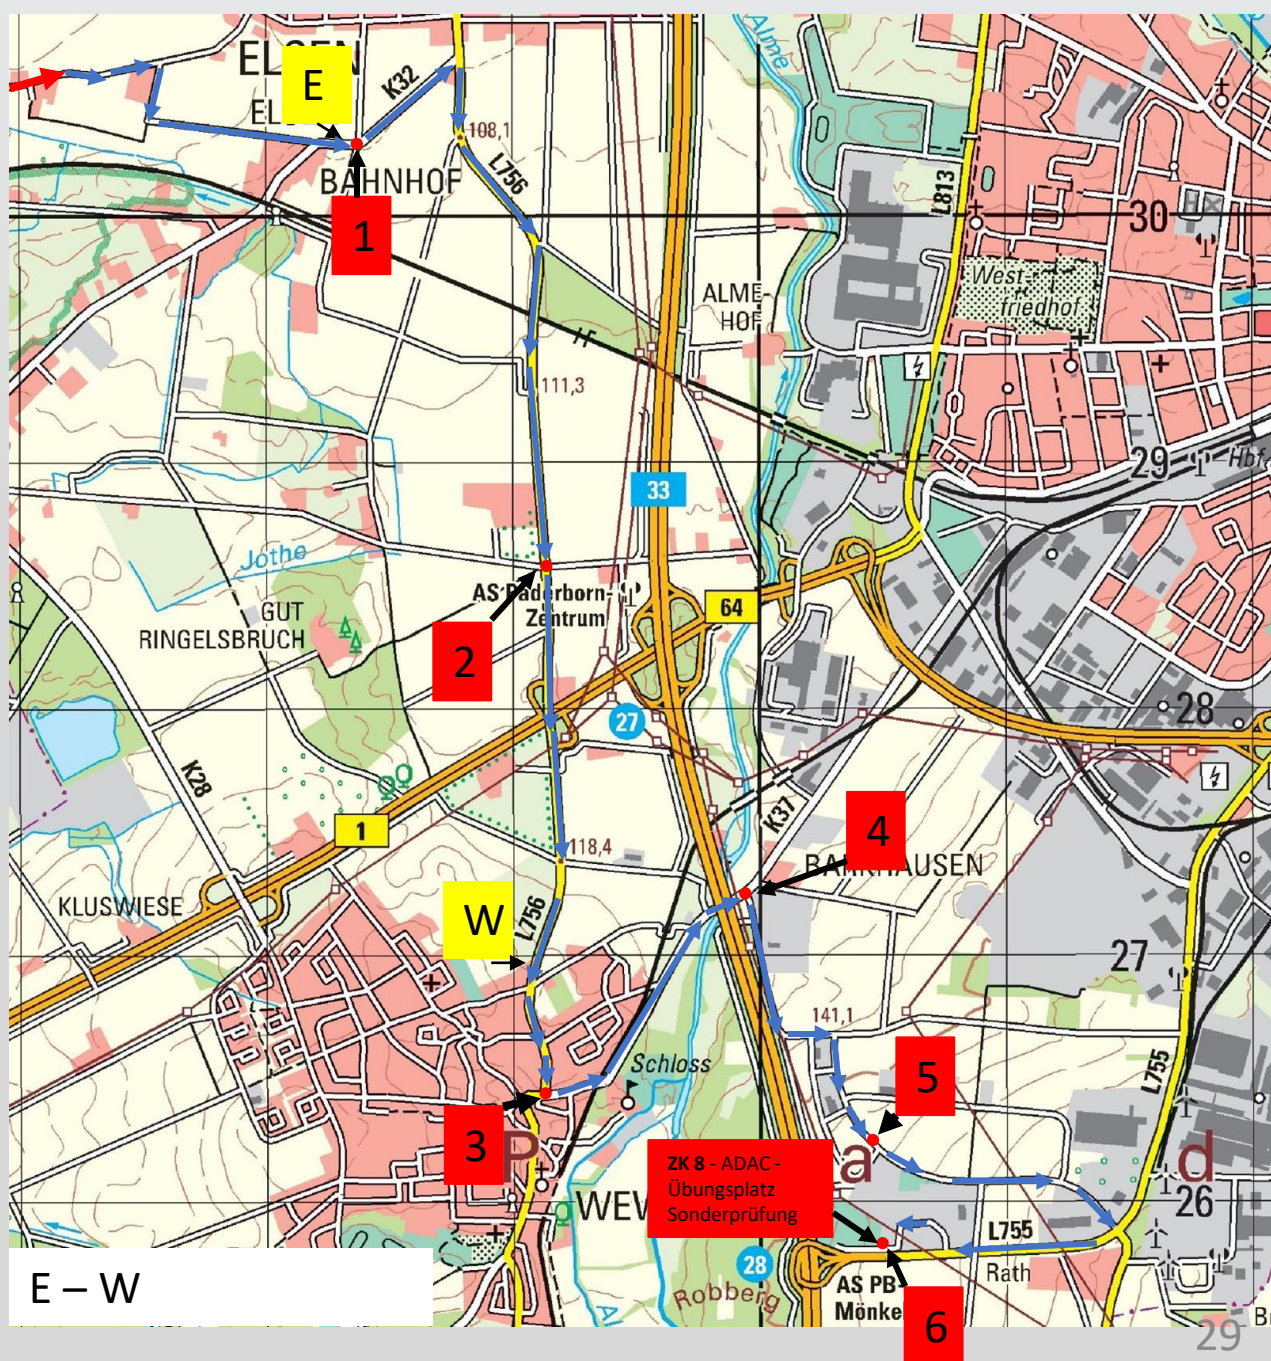 Alme
ELSEN
E
K32
108,1
L756
BAHNHOF
1
L813
30
West-
friedhof
ALME-
HOF
111,3
33
29
Jothe
AS Paderborn-
Zentrum
64
GUT
RINGELSBRUCH
2
27
28
K28
K37
4
1
118,4
BARKHAUSEN
KLUSWIESE
W
L756
27
141,1
Schloss
5
L755
3
P
ZK 8 - ADAC -
Übungsplatz
Sonderprüfung
a
d
26
WEW
28
L755
Rath
AS PB-
Mönke
Robberg
6
E – W
29